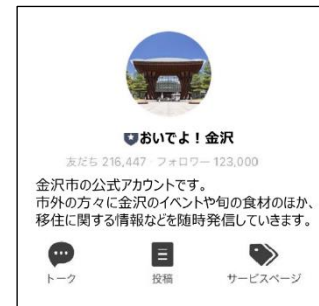 おいでよ！金沢
友だち 216,447 フォロワー 123,000
金沢市の公式アカウントです。
市外の方々に金沢のイベントや旬の食材のほか、
移住に関する情報などを随時発信していきます。
トーク
投稿
サービスページ